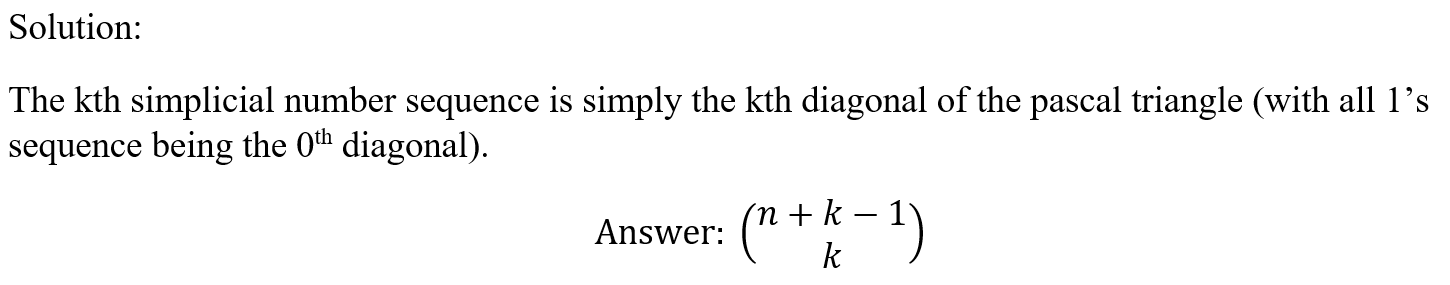 Solution:
The kth simplicial number sequence is simply the kth diagonal of the pascal triangle (with all 1’s
sequence being the 0th diagonal).
Answer: (n + k − 1
k)